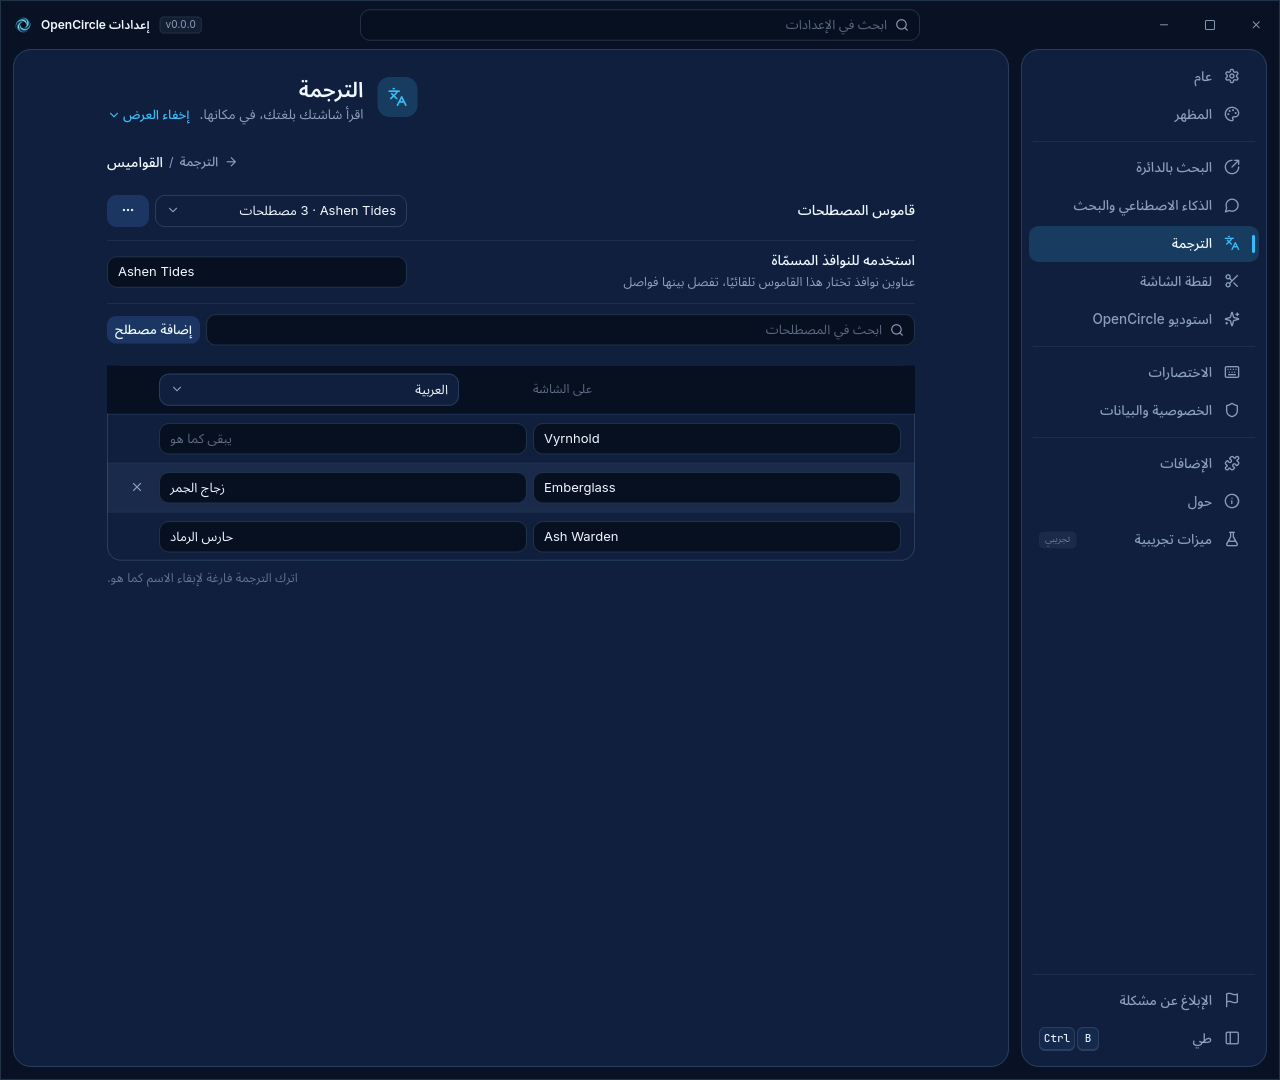 إعدادات OpenCircle
v0.0.0
ابحث في الإعدادات
عام
المظهر
البحث بالدائرة
الذكاء الاصطناعي والبحث
الترجمة
لقطة الشاشة
استوديو OpenCircle
الاختصارات
الخصوصية والبيانات
الإضافات
حول
ميزات تجريبية
تجريبي
الإبلاغ عن مشكلة
طي
Ctrl B
الترجمة
اقرأ شاشتك بلغتك، في مكانها. إخفاء العرض
الترجمة / القواميس
قاموس المصطلحات
Ashen Tides · 3 مصطلحات
استخدمه للنوافذ المسمّاة
عناوين نوافذ تختار هذا القاموس تلقائيًا، تفصل بينها فواصل
Ashen Tides
ابحث في المصطلحات
إضافة مصطلح
على الشاشة
العربية
Vyrnhold
يبقى كما هو
Emberglass
زجاج الجمر
Ash Warden
حارس الرماد
اترك الترجمة فارغة لإبقاء الاسم كما هو.